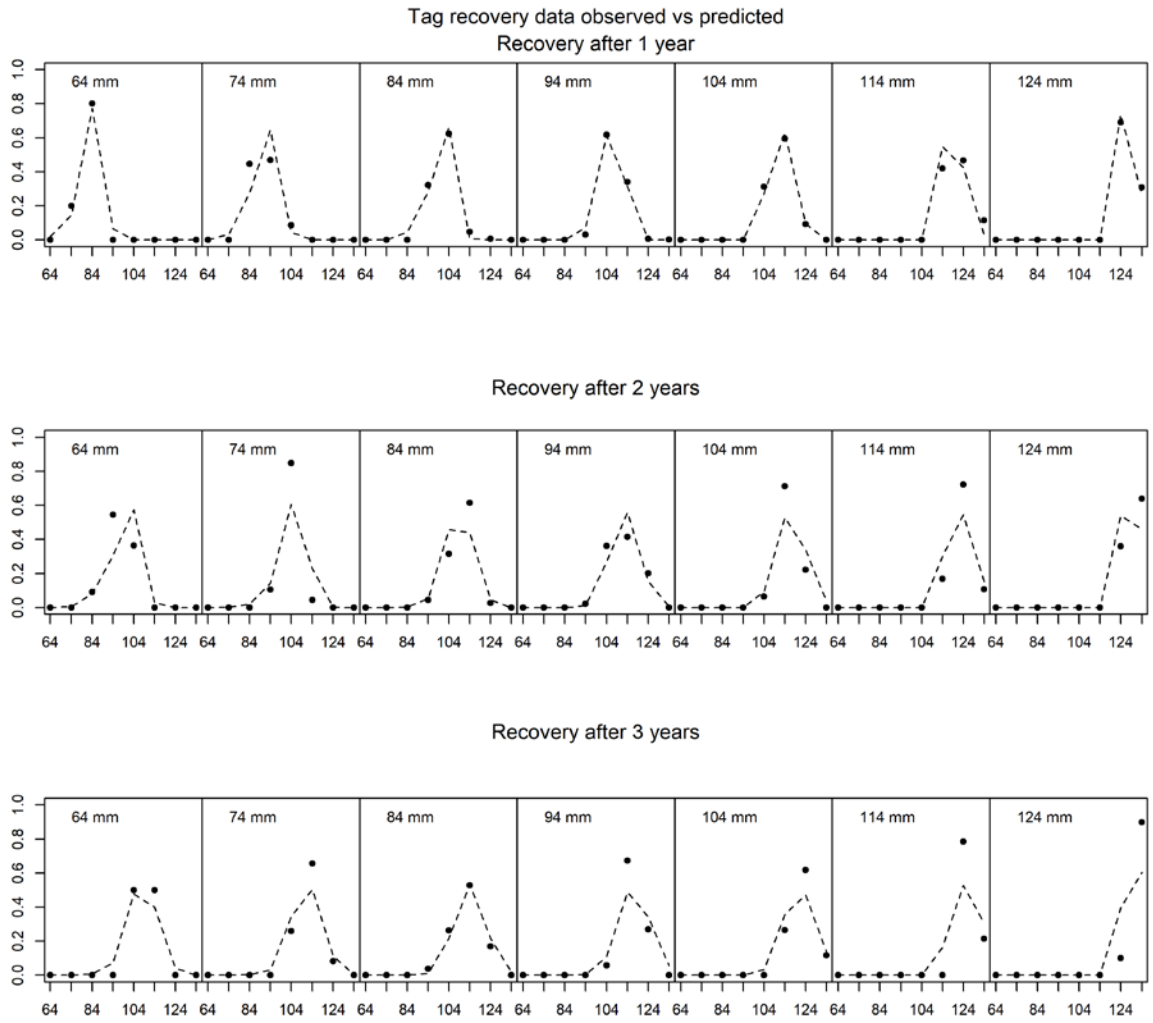 Tag recovery data observed vs predicted
Recovery after 1 year
64 mm 74 mm 84 mm 94 mm 104 mm 114 mm 124 mm
1.0
0.8
0.6
0.4
0.2
0.0
64 84 104 124 64 84 104 124 64 84 104 124 64 84 104 124 64 84 104 124 64 84 104 124 64 84 104 124
Recovery after 2 years
64 mm 74 mm 84 mm 94 mm 104 mm 114 mm 124 mm
1.0
0.8
0.6
0.4
0.2
0.0
64 84 104 124 64 84 104 124 64 84 104 124 64 84 104 124 64 84 104 124 64 84 104 124 64 84 104 124
Recovery after 3 years
64 mm 74 mm 84 mm 94 mm 104 mm 114 mm 124 mm
1.0
0.8
0.6
0.4
0.2
0.0
64 84 104 124 64 84 104 124 64 84 104 124 64 84 104 124 64 84 104 124 64 84 104 124 64 84 104 124